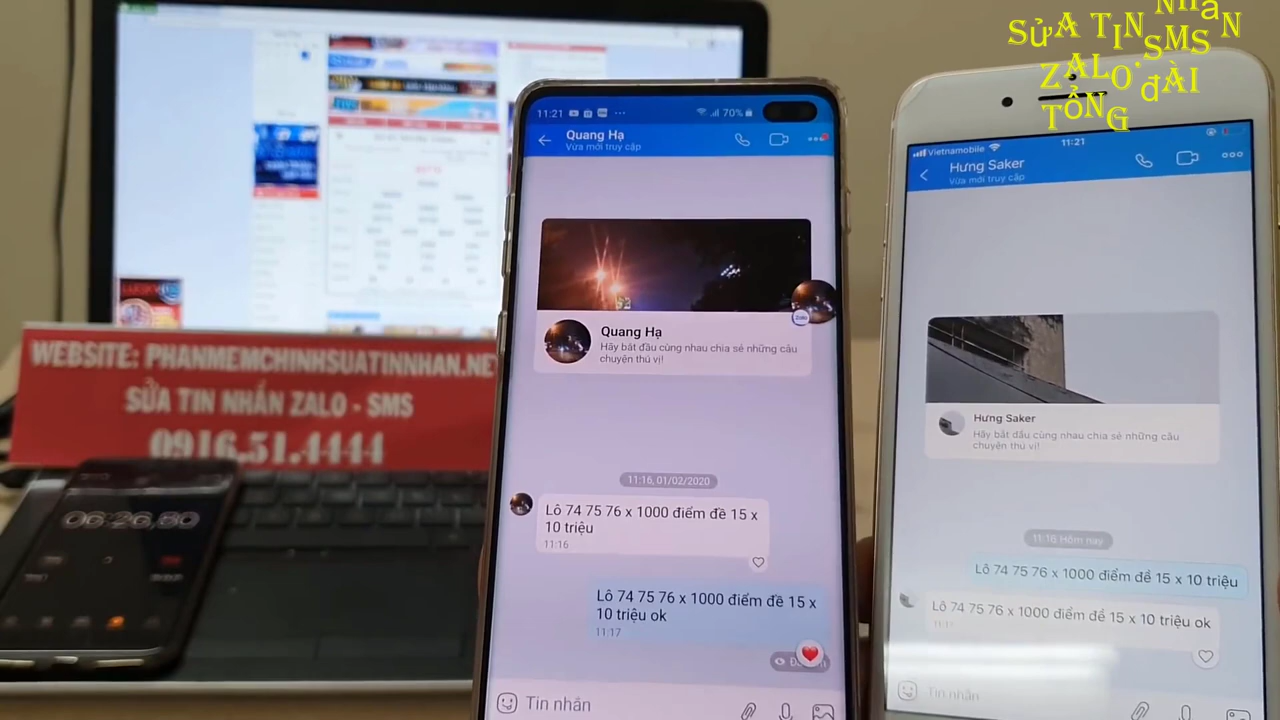 SỬA TIN NHẮN
ZALO.SMS
TỔNG ĐÀI
WEBSITE: PHANMEMCHINHSUATINNHAN.NE
SỬA TIN NHẮN ZALO - SMS
0916.51.4444
06:26,50
11:21
70%
Quang Hạ
Vừa mới truy cập
Quang Hạ
Hãy bắt đầu cùng nhau chia sẻ những câu
chuyện thú vị!
Zalo
11:16, 01/02/2020
Lô 74 75 76 x 1000 điểm đề 15 x
10 triệu
11:16
Lô 74 75 76 x 1000 điểm đề 15 x
10 triệu ok
11:17
Tin nhắn
Vietnamobile
11:21
Hưng Saker
Vừa mới truy cập
Hưng Saker
Hãy bắt đầu cùng nhau chia sẻ những câu
chuyện thú vị!
11:16 Hôm nay
Lô 74 75 76 x 1000 điểm đề 15 x 10 triệu
Lô 74 75 76 x 1000 điểm đề 15 x 10 triệu ok
Tin nhắn